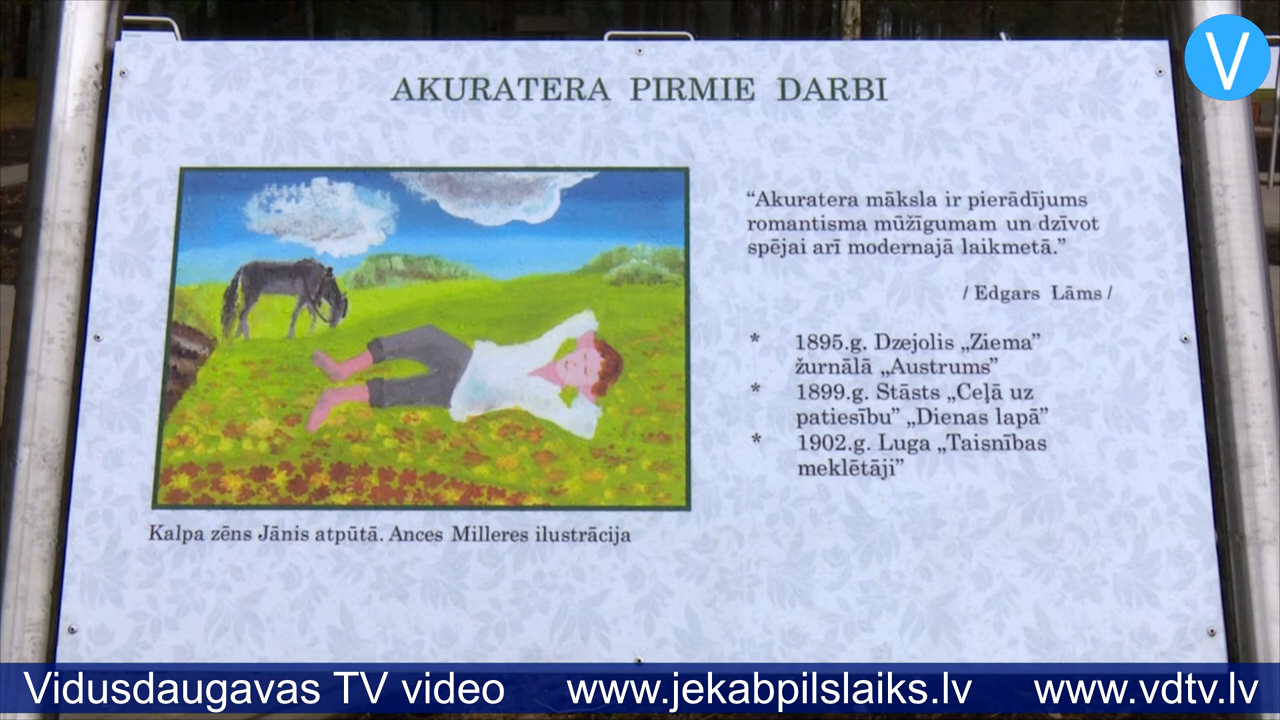 V
AKURATERA PIRMIE DARBI
“Akuratera māksla ir pierādījums
romantisma mūžīgumam un dzīvot
spējai arī modernajā laikmetā.”
/ Edgars Lāms /
* 1895.g. Dzejolis „Ziema”
žurnālā „Austrums”
* 1899.g. Stāsts „Ceļā uz
patiesību” „Dienas lapā”
* 1902.g. Luga „Taisnības
meklētāji”
Kalpa zēns Jānis atpūtā. Ances Milleres ilustrācija
Vidusdaugavas TV video www.jekabpilslaiks.lv www.vdtv.lv